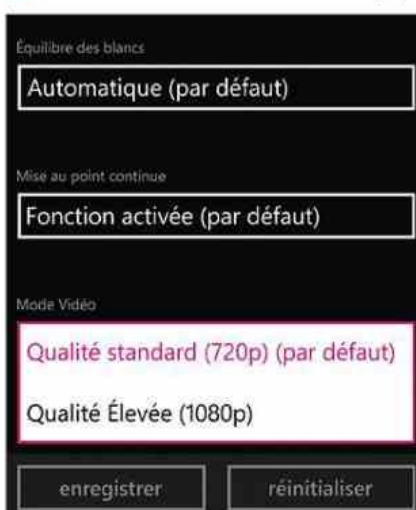 Équilibre des blancs
Automatique (par défaut)
Mise au point continue
Fonction activée (par défaut)
Mode Vidéo
Qualité standard (720p) (par défaut)
Qualité Élevée (1080p)
enregistrer
réinitialiser